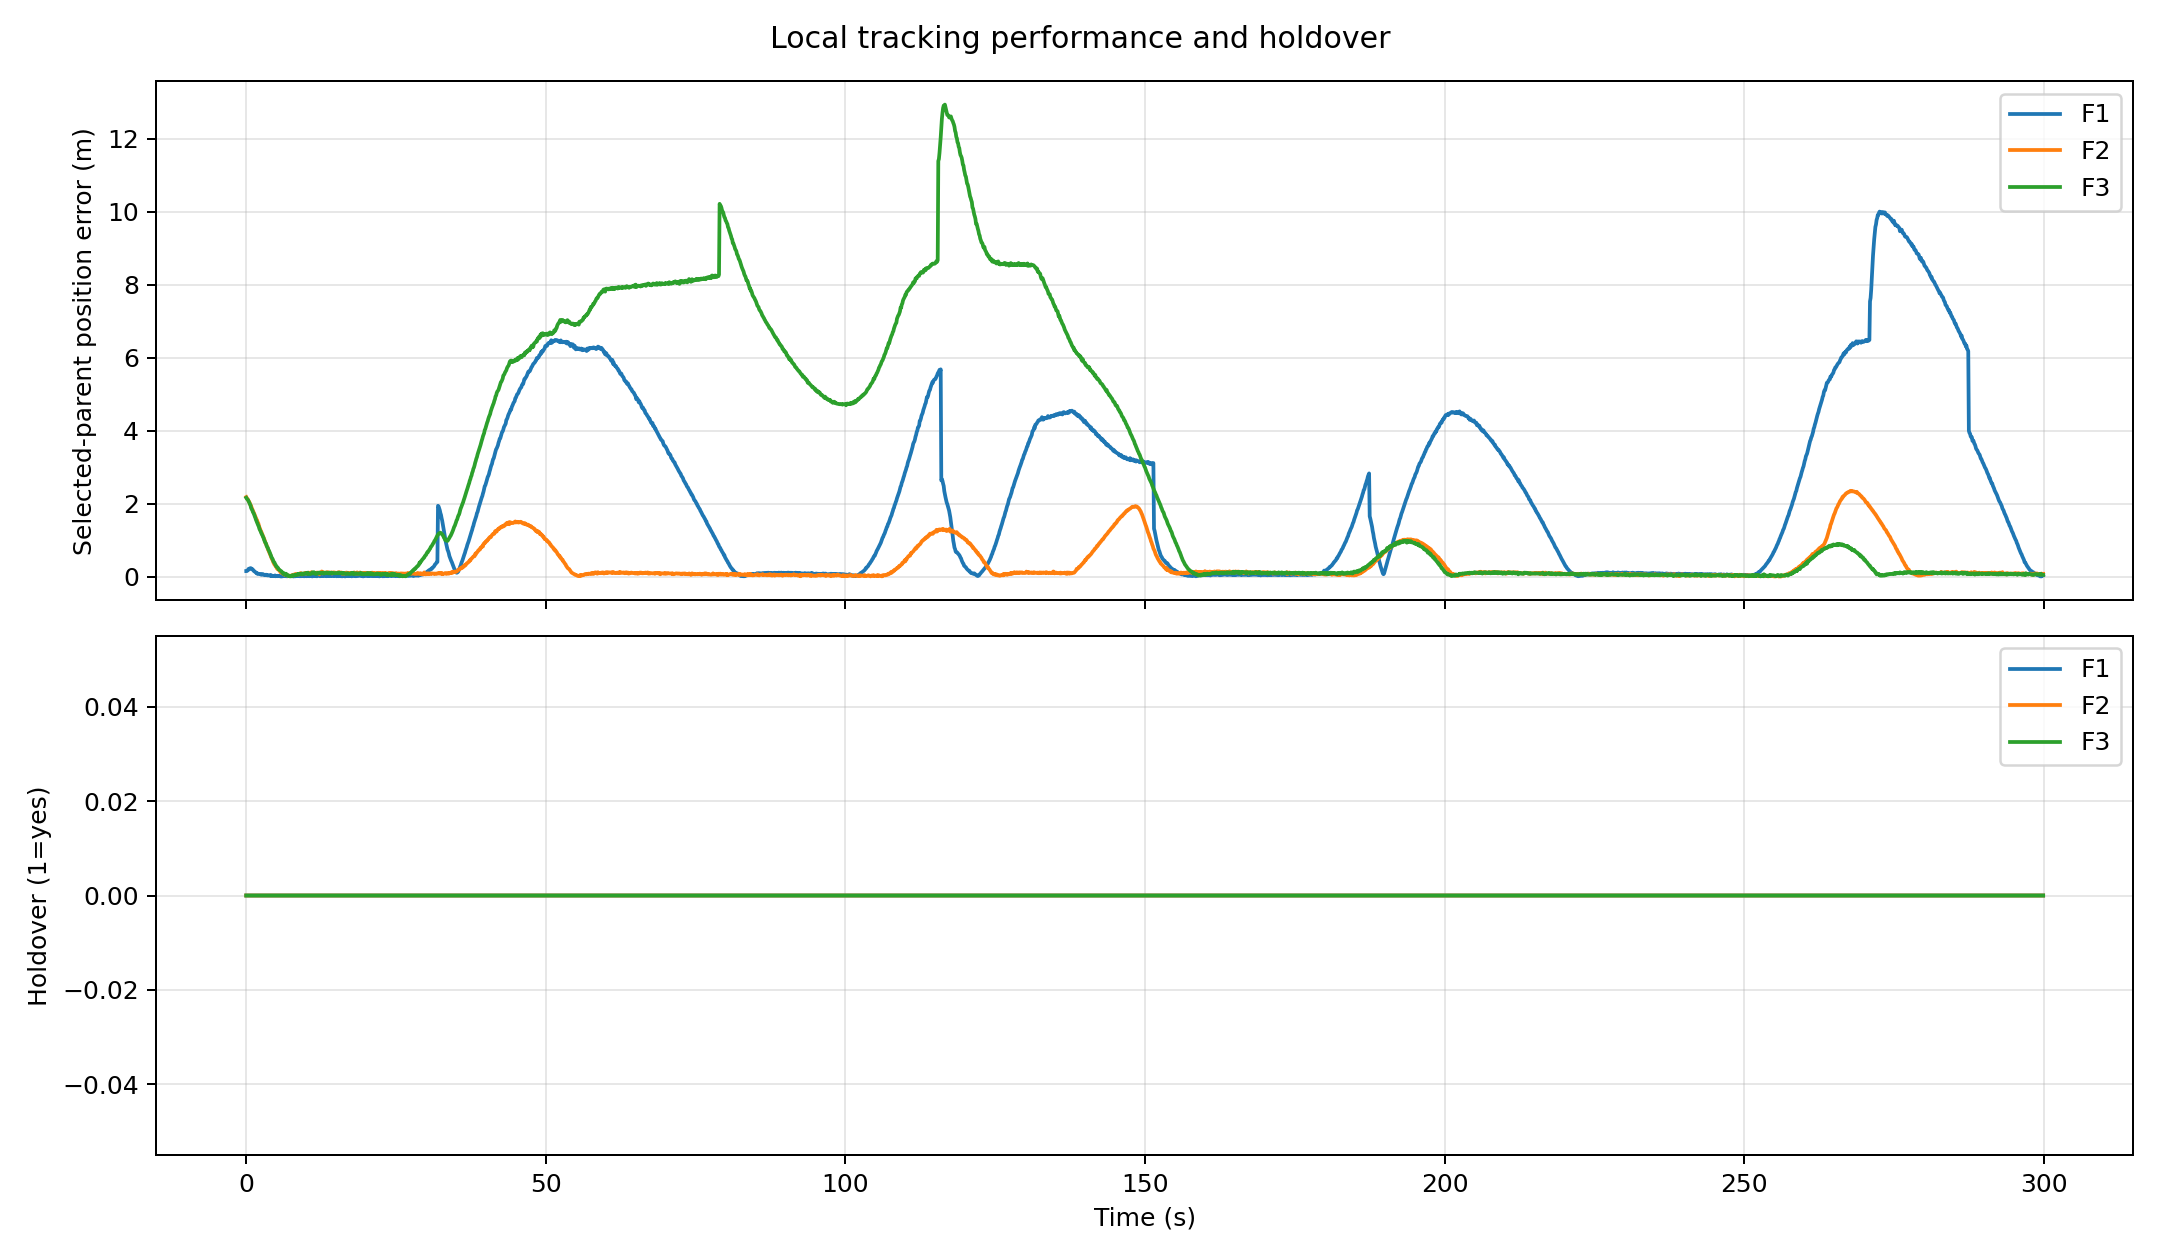 Local tracking performance and holdover
Selected-parent position error (m)
12
10
8
6
4
2
0
F1
F2
F3
Holdover (1=yes)
0.04
0.02
0.00
−0.02
−0.04
F1
F2
F3
0 50 100 150 200 250 300
Time (s)